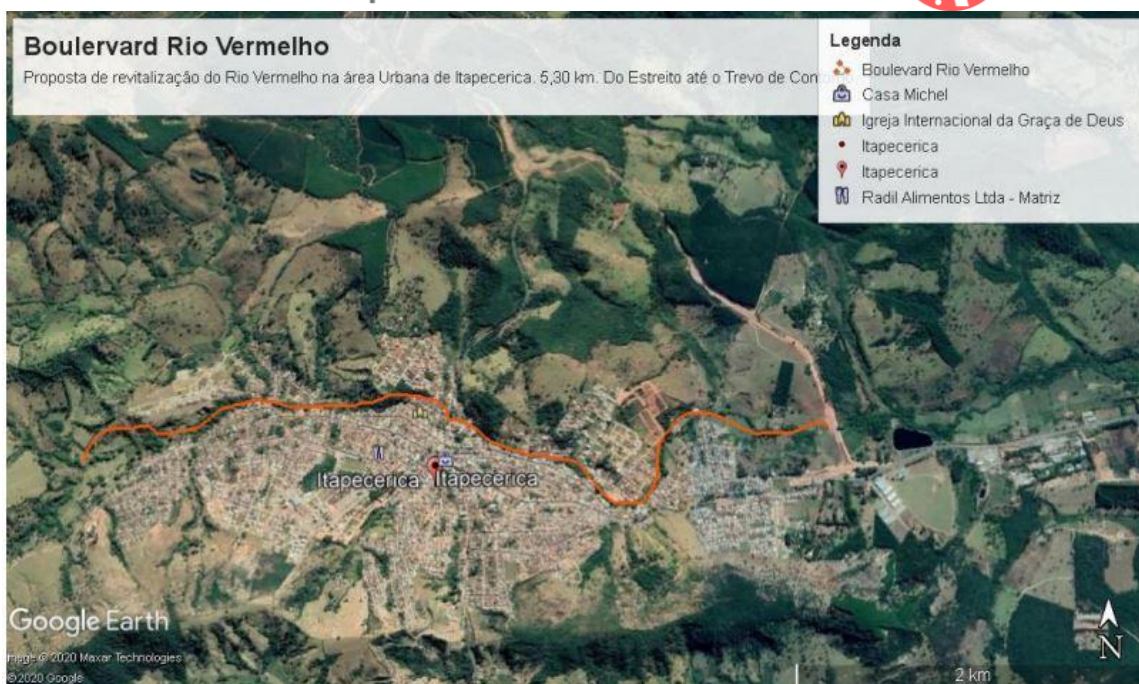 Boulervard Rio Vermelho
Proposta de revitalização do Rio Vermelho na área Urbana de Itapecerica. 5,30 km. Do Estreito até o Trevo de
Legenda
Boulevard Rio Vermelho
Casa Michel
Igreja Internacional da Graça de Deus
Itapecerica
Itapecerica
Radil Alimentos Ltda - Matriz
Itapecerica Itapecerica
Google Earth
Image © 2020 Maxar Technologies
© 2020 Google
N
2 km